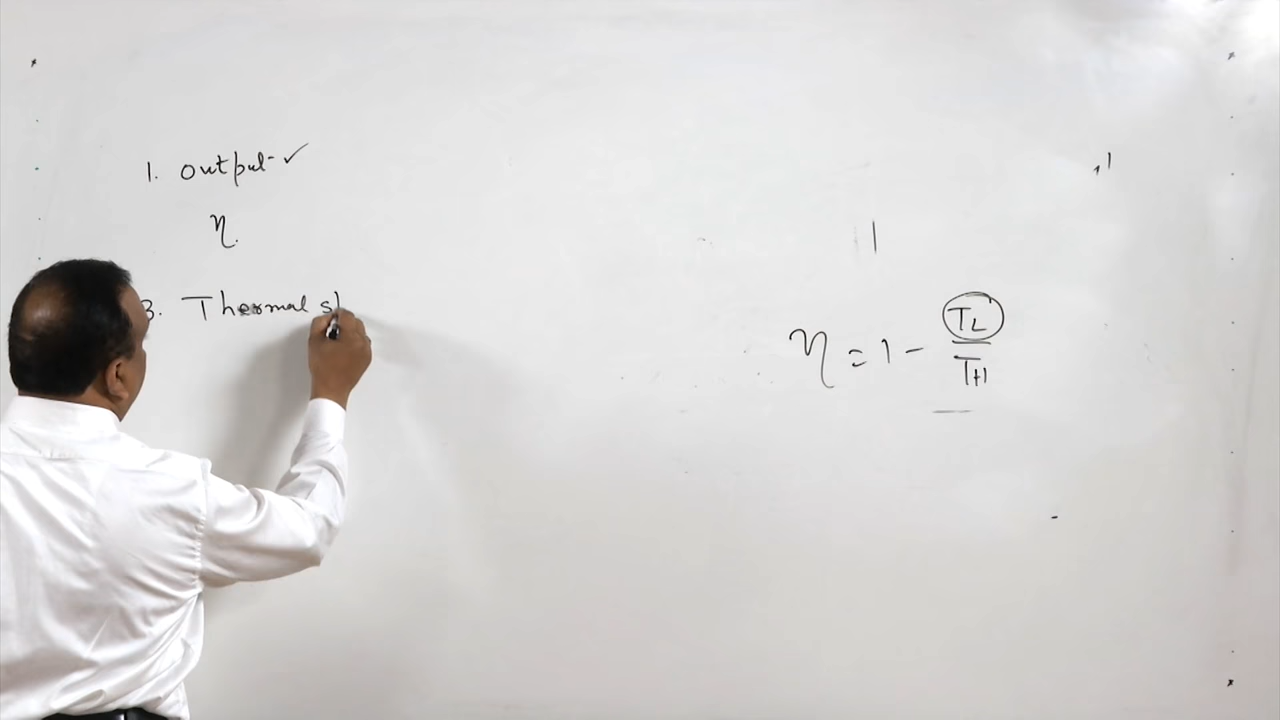 1. output ✓
η.
3. Thermal s
η = 1 - TL
TH